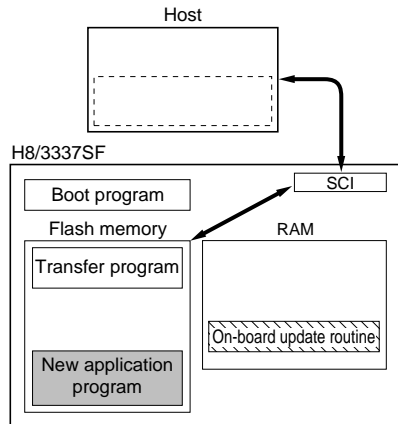 Host
H8/3337SF
SCI
Boot program
Flash memory
RAM
Transfer program
On-board update routine
New application
program